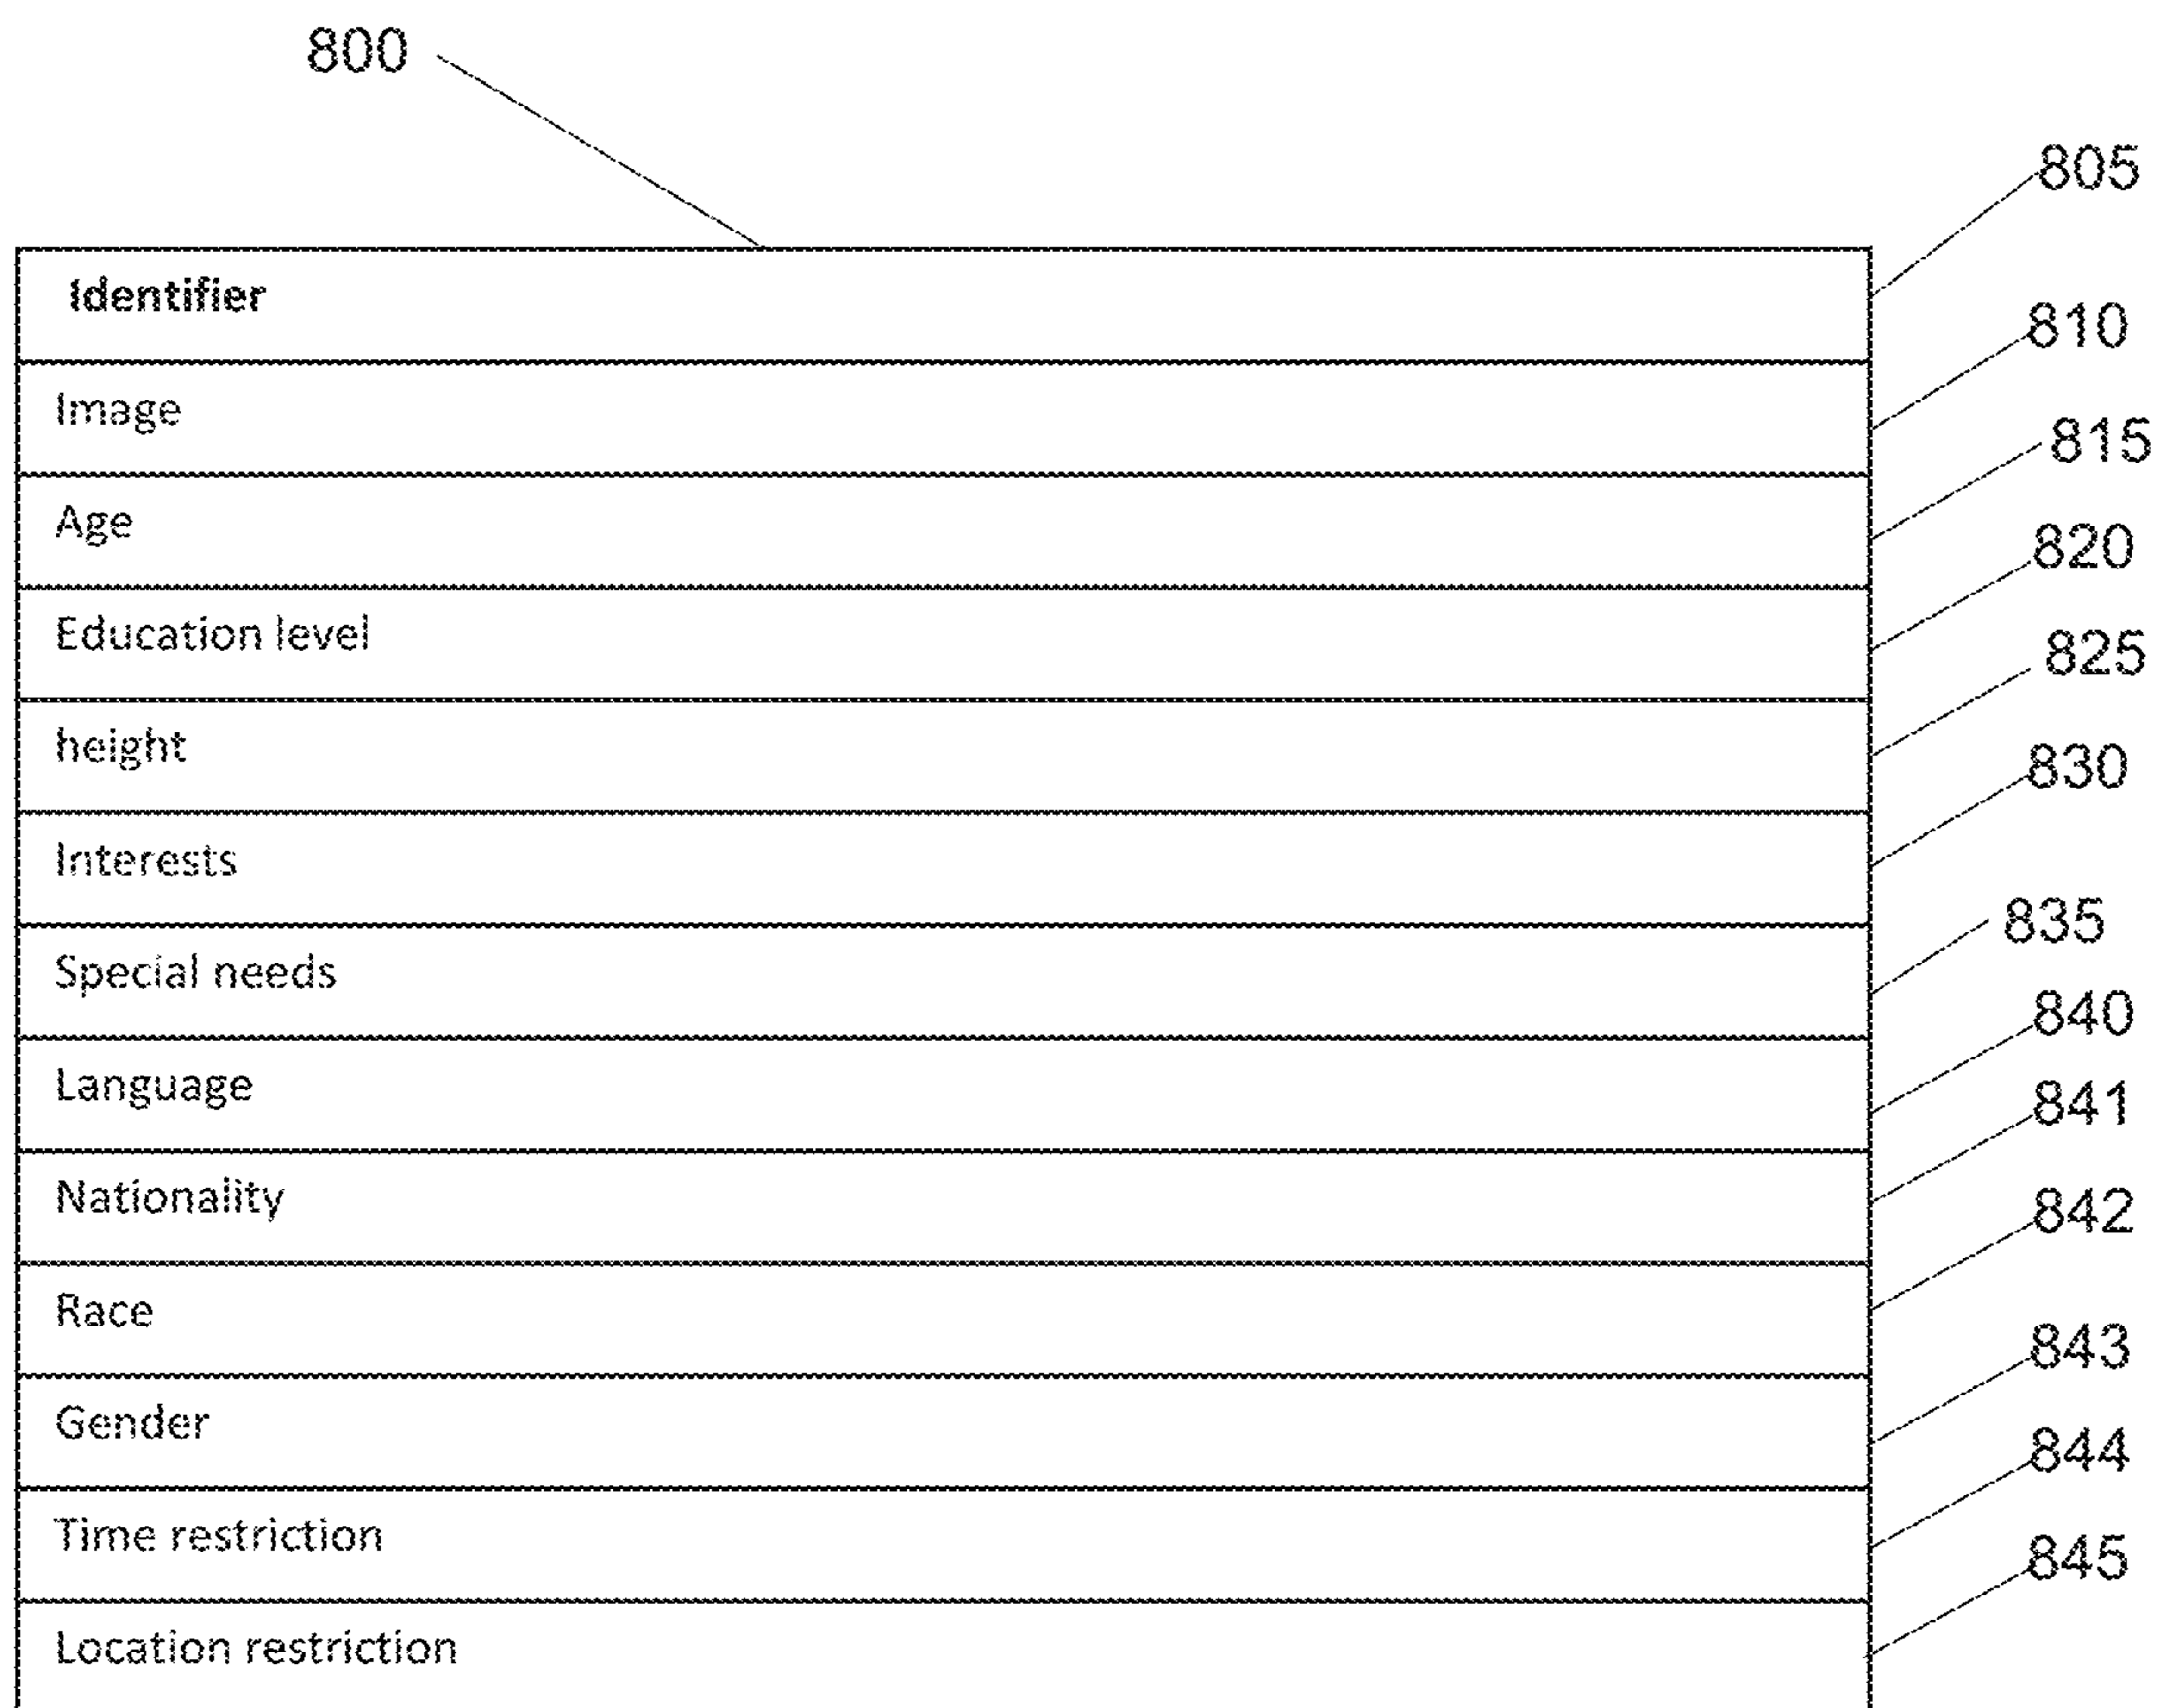 800
805
Identifier
810
Image
815
Age
820
Education level
825
height
830
Interests
835
Special needs
840
Language
841
Nationality
842
Race
843
Gender
844
Time restriction
845
Location restriction